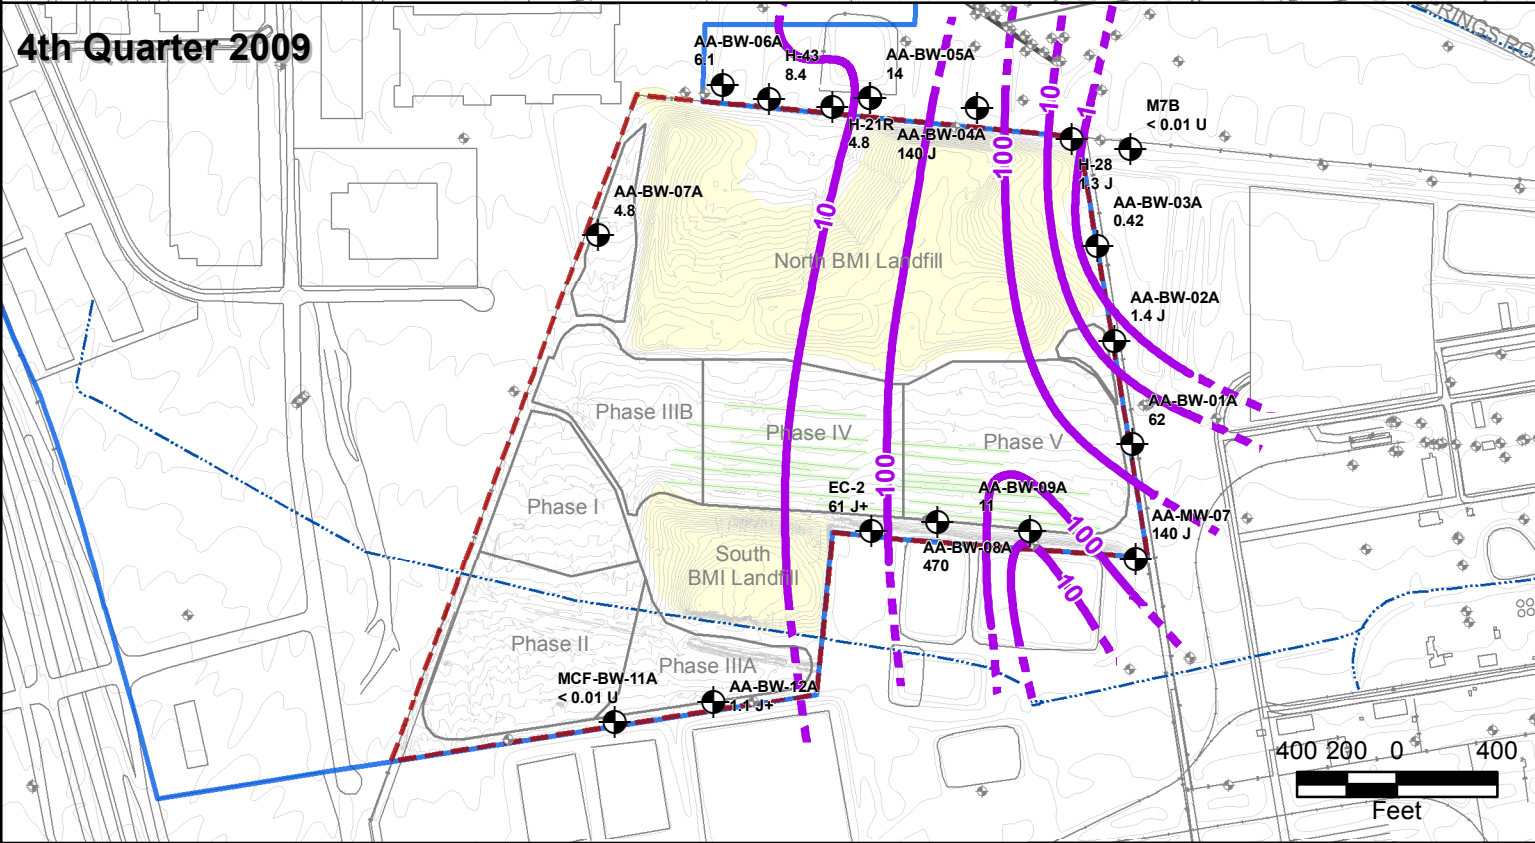 4th Quarter 2009
RINGS RO
AA-BW-06A
6.1
H-43
8.4
AA-BW-05A
14
H-21R
4.8
AA-BW-04A
140 J
M7B
< 0.01 U
H-28
1.3 J
AA-BW-03A
0.42
AA-BW-07A
4.8
AA-BW-02A
1.4 J
AA-BW-01A
62
North BMI Landfill
10
100
100
10
1
Phase IIIB
Phase IV
Phase V
EC-2
61 J+
AA-BW-09A
11
AA-BW-08A
470
AA-MW-07
140 J
100
10
Phase I
South
BMI Landfill
Phase II
Phase IIIA
MCF-BW-11A
< 0.01 U
AA-BW-12A
1.1 J+
400 200 0 400
Feet